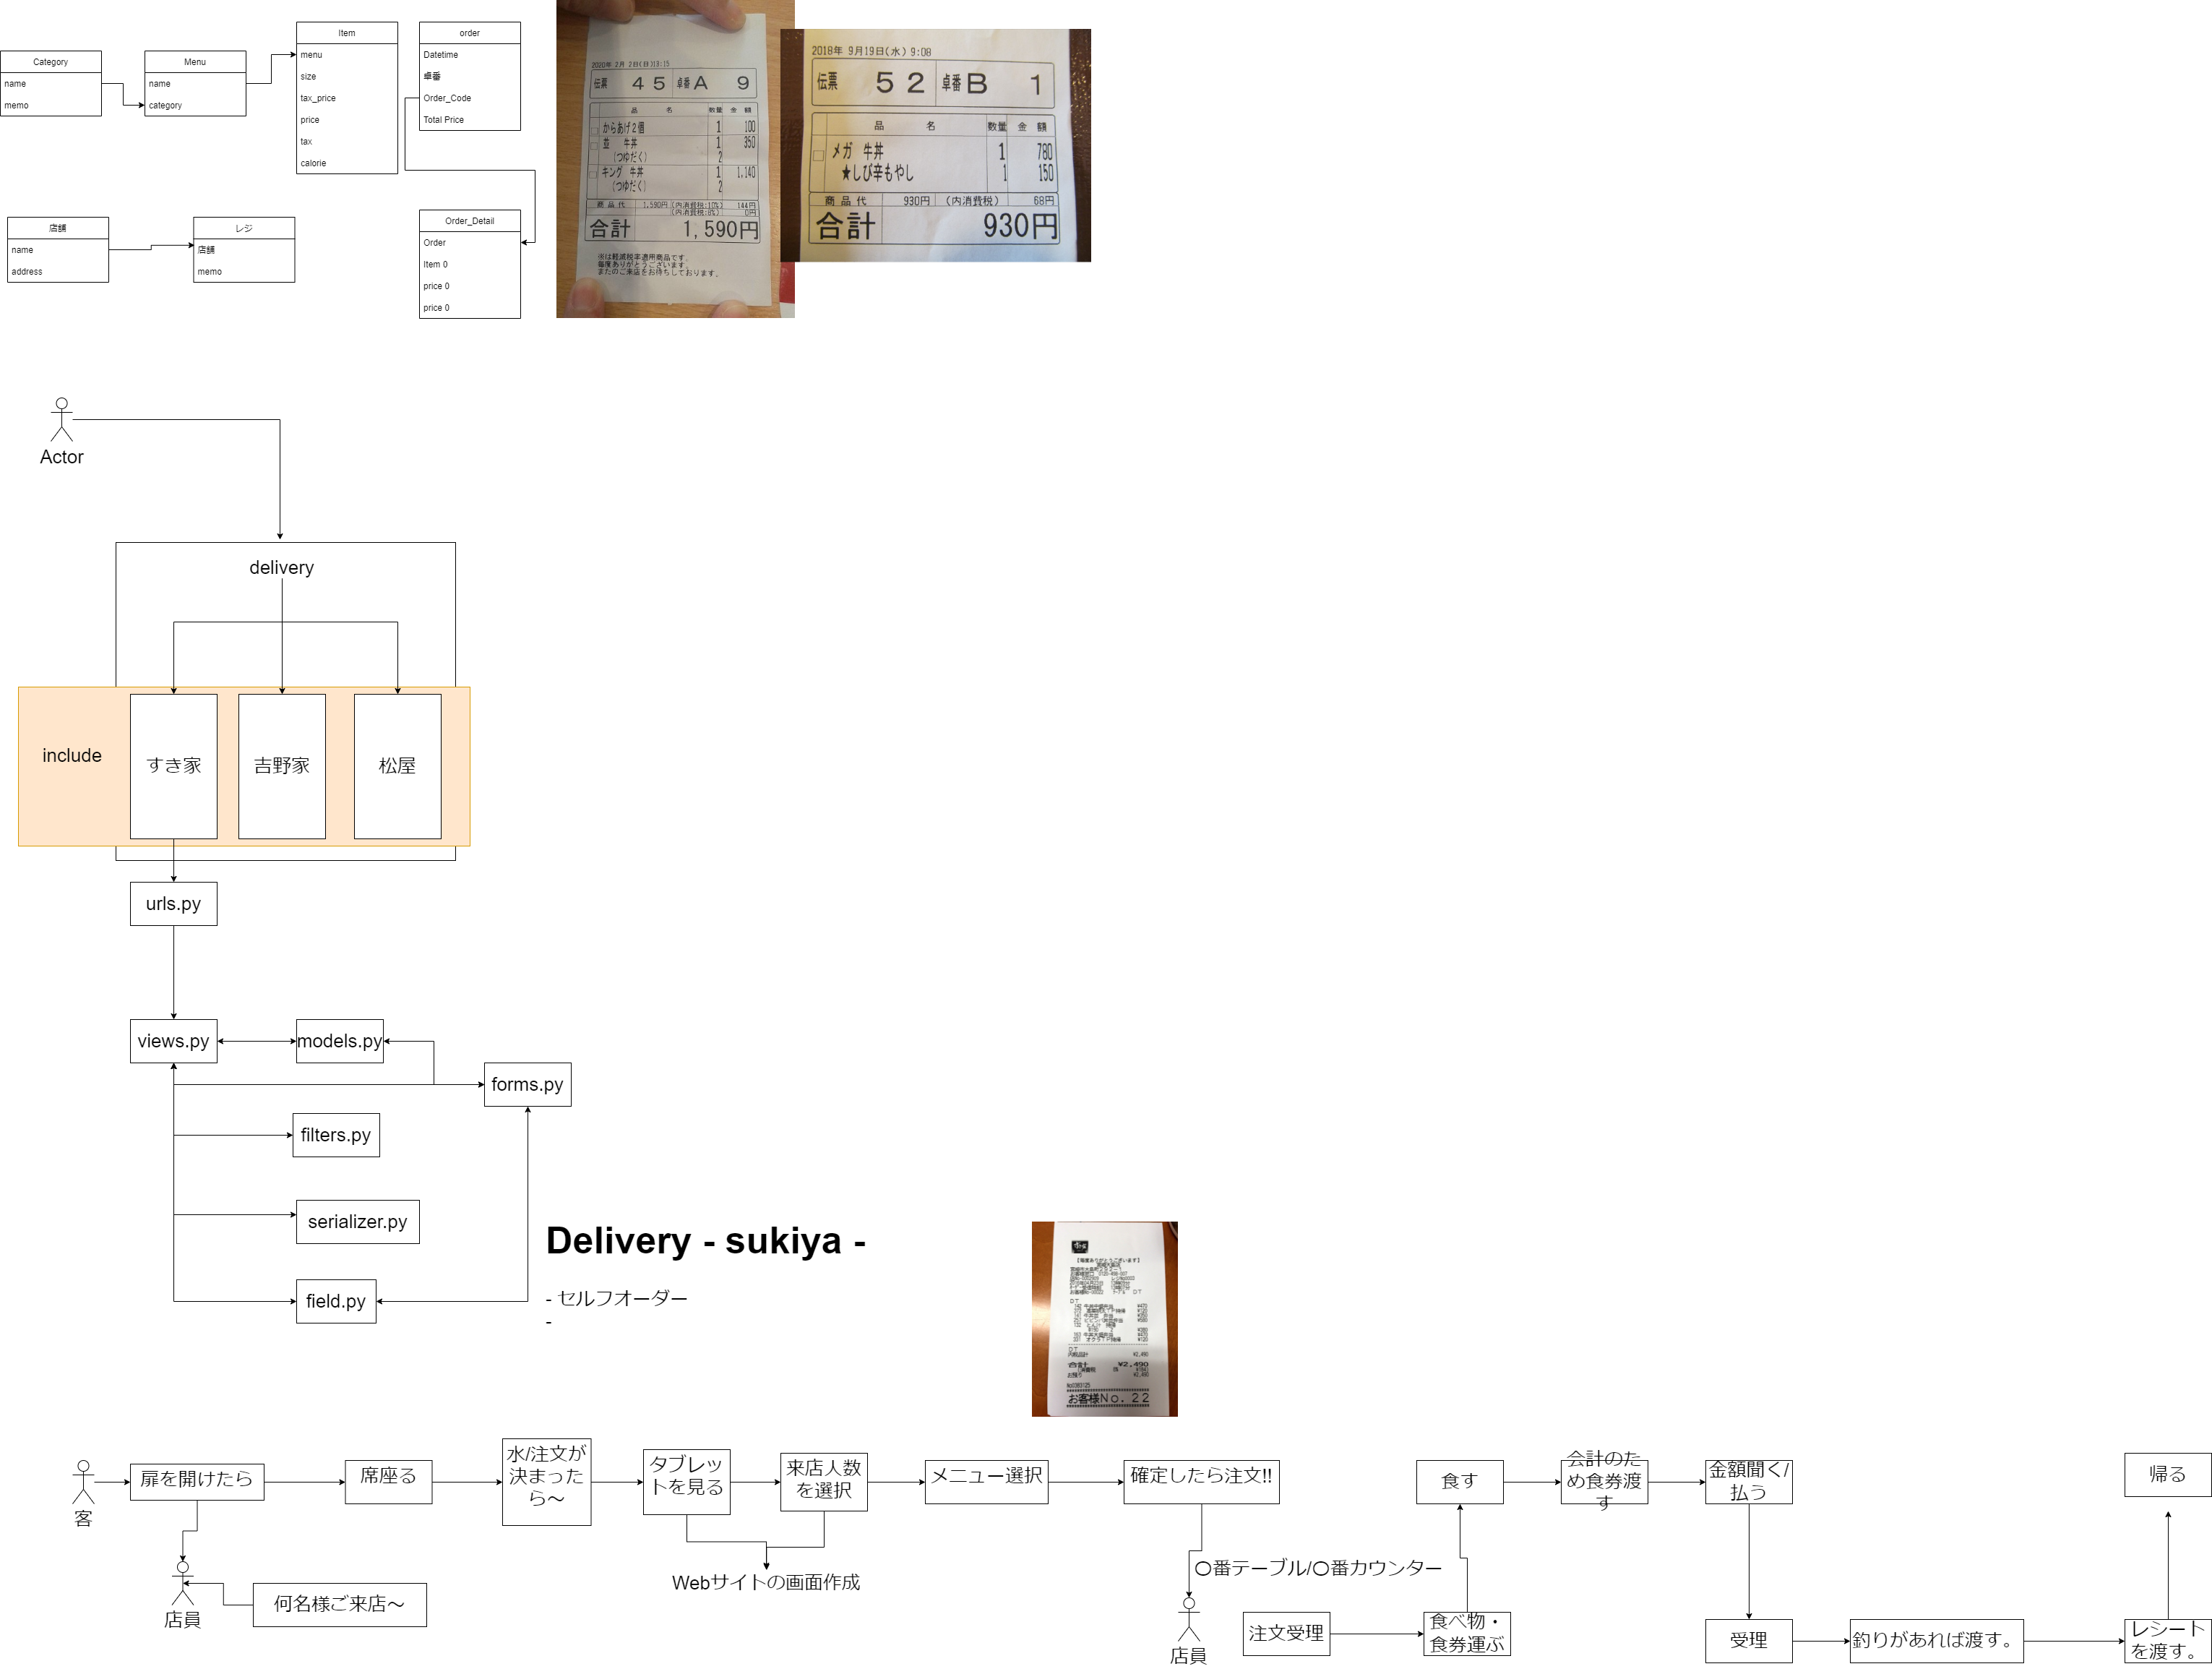 Category
name
memo
Menu
name
category
Item
menu
size
tax_price
price
tax
calorie
order
Datetime
卓番
Order_Code
Total Price
店舗
name
address
レジ
店舗
memo
Order_Detail
Order
Item 0
price 0
price 0
2020年 2月 2日(日)13:15
伝票 45 卓番A 9
品 名 数量 金 額
からあげ2個 1 100
並 牛丼 1 350
(つゆだく) 2
キング 牛丼 1 1,140
(つゆだく) 2
商 品 代 1,590円 (内消費税:10%) 144円
(内消費税:8%) 0円
合計 1,590円
※は軽減税率適用商品です。
毎度ありがとうございます。
またのご来店をお待ちしております。
2018年 9月19日(水) 9:08
伝票 52 卓番B 1
品 名 数量 金 額
メガ 牛丼 1 780
★しび辛もやし 1 150
商 品 代 930円 (内消費税) 68円
合計 930円
Actor
delivery
include
すき家
吉野家
松屋
urls.py
views.py
models.py
forms.py
filters.py
serializer.py
field.py
Delivery - sukiya -
- セルフオーダー
-
【毎度ありがとうございます】
合計 ¥2,490
お客様No. 22
客
扉を開けたら
席座る
水/注文が
決まった
ら～
タブレッ
トを見る
来店人数
を選択
メニュー選択
確定したら注文!!
食す
会計のた
め食券渡
す
金額聞く/
払う
帰る
店員
何名様ご来店～
Webサイトの画面作成
〇番テーブル/〇番カウンター
店員
注文受理
食べ物・
食券運ぶ
受理
釣りがあれば渡す。
レシート
を渡す。